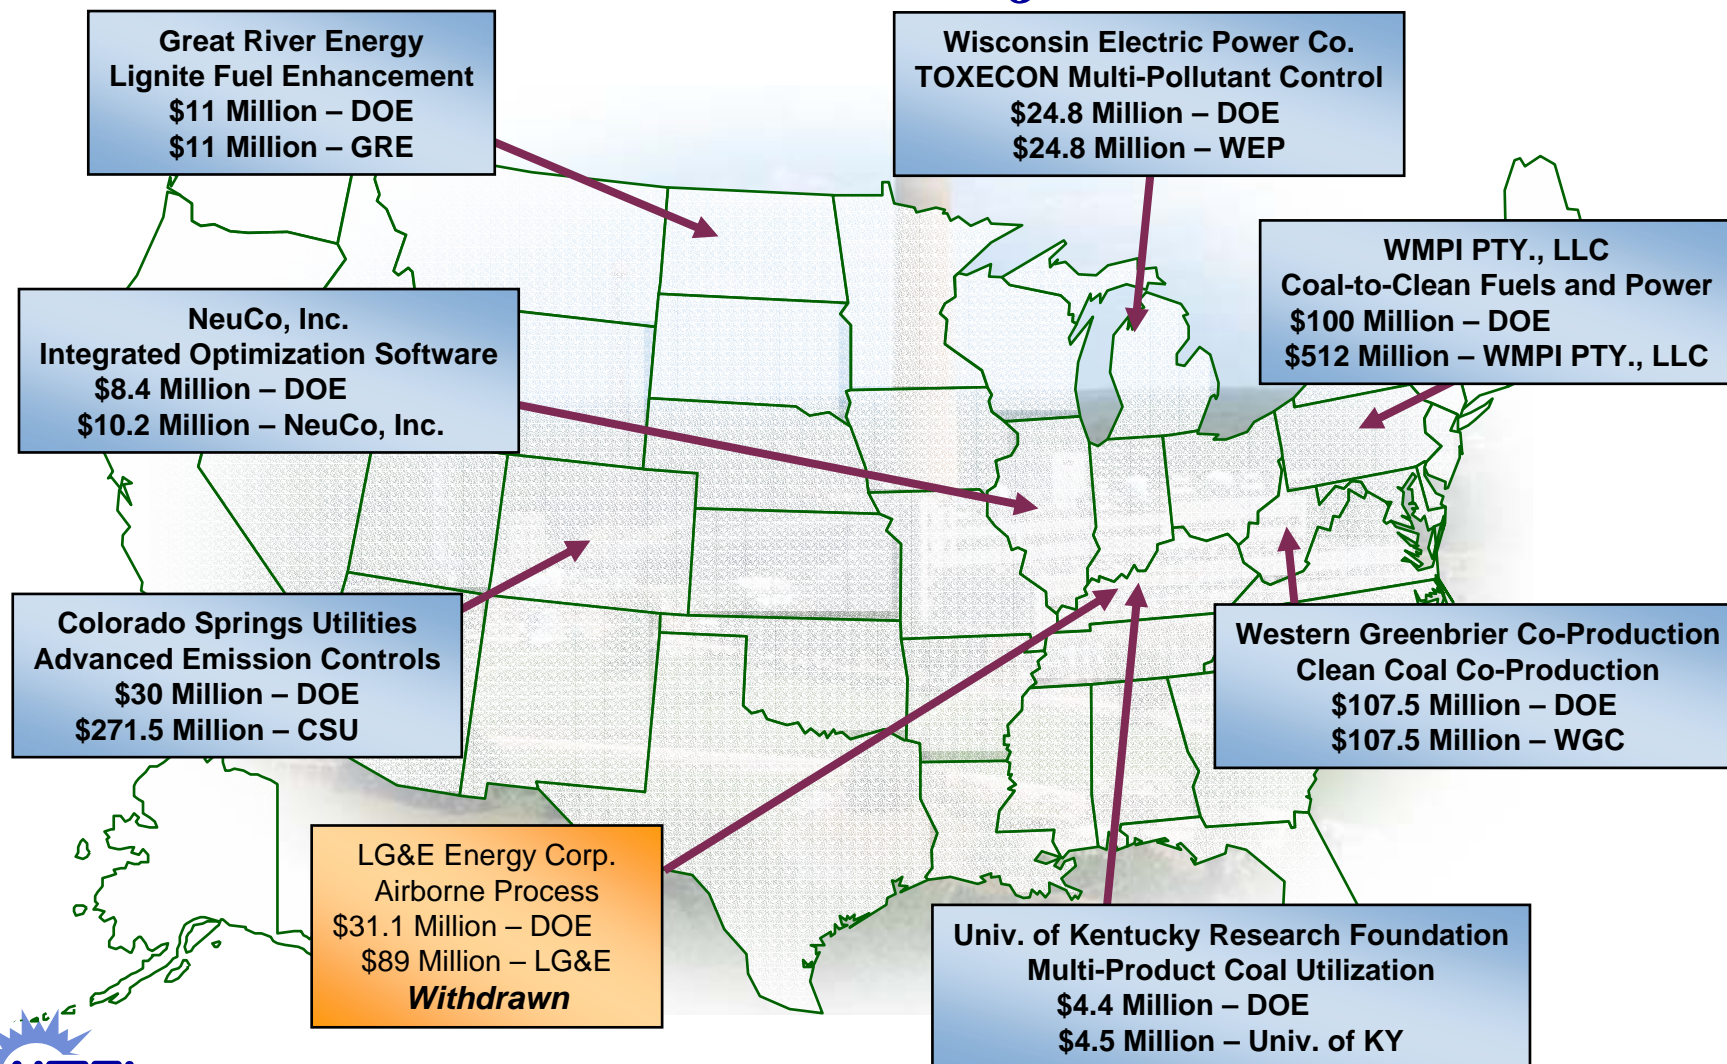 Great River Energy
Lignite Fuel Enhancement
$11 Million – DOE
$11 Million – GRE
Wisconsin Electric Power Co.
TOXECON Multi-Pollutant Control
$24.8 Million – DOE
$24.8 Million – WEP
WMPI PTY., LLC
Coal-to-Clean Fuels and Power
$100 Million – DOE
$512 Million – WMPI PTY., LLC
NeuCo, Inc.
Integrated Optimization Software
$8.4 Million – DOE
$10.2 Million – NeuCo, Inc.
Colorado Springs Utilities
Advanced Emission Controls
$30 Million – DOE
$271.5 Million – CSU
Western Greenbrier Co-Production
Clean Coal Co-Production
$107.5 Million – DOE
$107.5 Million – WGC
LG&E Energy Corp.
Airborne Process
$31.1 Million – DOE
$89 Million – LG&E
Withdrawn
Univ. of Kentucky Research Foundation
Multi-Product Coal Utilization
$4.4 Million – DOE
$4.5 Million – Univ. of KY